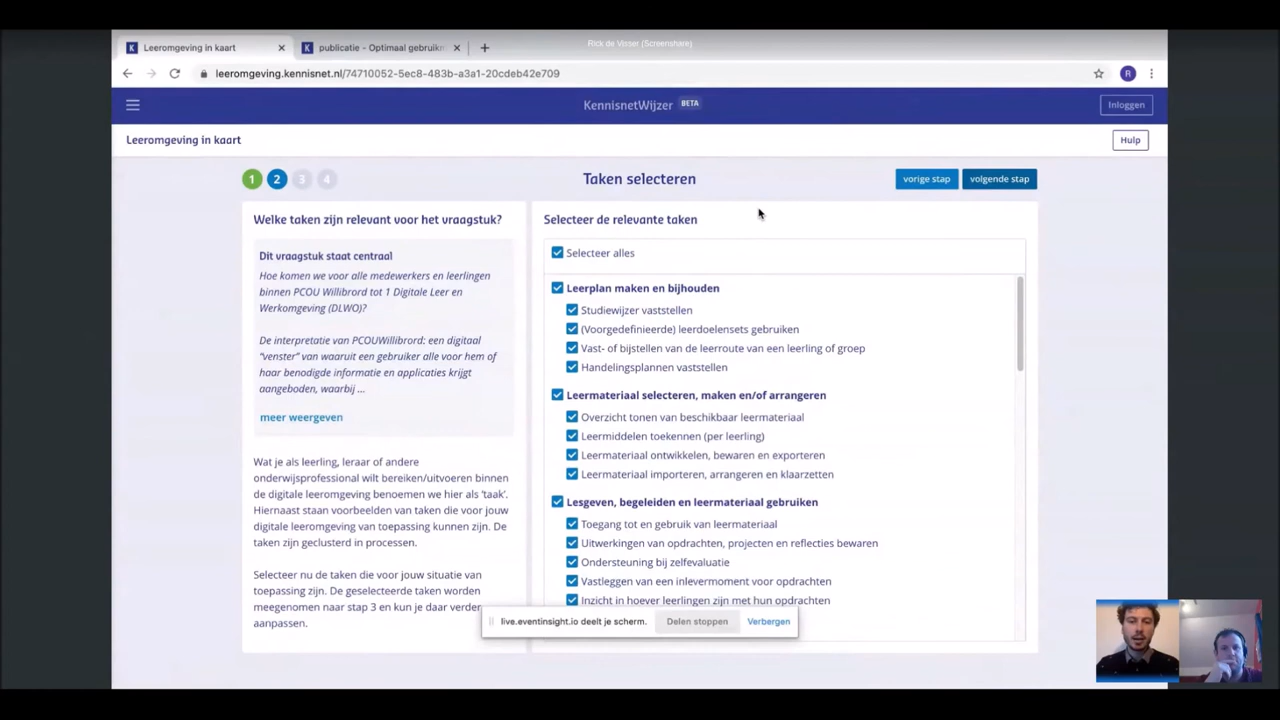 Rick de Visser (Screenshare)
Leeromgeving in kaart
publicatie - Optimaal gebruikm
leeromgeving.kennisnet.nl/74710052-5ec8-483b-a3a1-20cdeb42e709
R
KennisnetWijzer BETA
Inloggen
Leeromgeving in kaart
Hulp
1 2 3 4
Taken selecteren
vorige stap
volgende stap
Welke taken zijn relevant voor het vraagstuk?
Dit vraagstuk staat centraal
Hoe komen we voor alle medewerkers en leerlingen
binnen PCOU Willibrord tot 1 Digitale Leer en
Werkomgeving (DLWO)?
De interpretatie van PCOUWillibrord: een digitaal
“venster” van waaruit een gebruiker alle voor hem of
haar benodigde informatie en applicaties krijgt
aangeboden, waarbij ...
meer weergeven
Wat je als leerling, leraar of andere
onderwijsprofessional wilt bereiken/uitvoeren binnen
de digitale leeromgeving benoemen we hier als ‘taak’.
Hiernaast staan voorbeelden van taken die voor jouw
digitale leeromgeving van toepassing kunnen zijn. De
taken zijn geclusterd in processen.
Selecteer nu de taken die voor jouw situatie van
toepassing zijn. De geselecteerde taken worden
meegenomen naar stap 3 en kun je daar verder
aanpassen.
Selecteer de relevante taken
Selecteer alles
Leerplan maken en bijhouden
Studiewijzer vaststellen
(Voorgedefinieerde) leerdoelensets gebruiken
Vast- of bijstellen van de leerroute van een leerling of groep
Handelingsplannen vaststellen
Leermateriaal selecteren, maken en/of arrangeren
Overzicht tonen van beschikbaar leermateriaal
Leermiddelen toekennen (per leerling)
Leermateriaal ontwikkelen, bewaren en exporteren
Leermateriaal importeren, arrangeren en klaarzetten
Lesgeven, begeleiden en leermateriaal gebruiken
Toegang tot en gebruik van leermateriaal
Uitwerkingen van opdrachten, projecten en reflecties bewaren
Ondersteuning bij zelfevaluatie
Vastleggen van een inlevermoment voor opdrachten
Inzicht in hoever leerlingen zijn met hun opdrachten
live.eventinsight.io deelt je scherm.
Delen stoppen
Verbergen